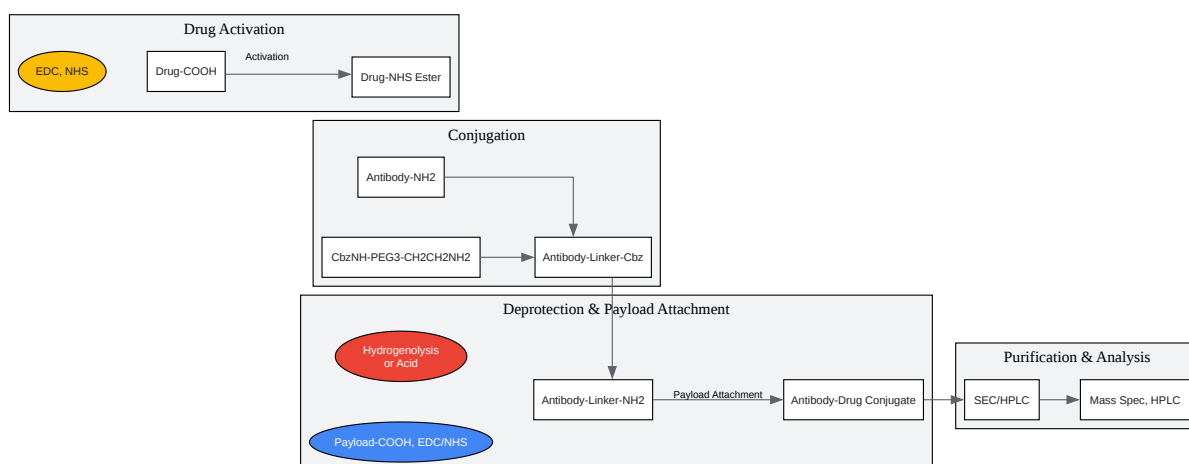 Drug Activation
EDC, NHS
Drug-COOH
Activation
Drug-NHS Ester
Conjugation
Antibody-NH2
CbzNH-PEG3-CH2CH2NH2
Antibody-Linker-Cbz
Deprotection & Payload Attachment
Hydrogenolysis
or Acid
Antibody-Linker-NH2
Payload Attachment
Antibody-Drug Conjugate
Payload-COOH, EDC/NHS
Purification & Analysis
SEC/HPLC
Mass Spec, HPLC